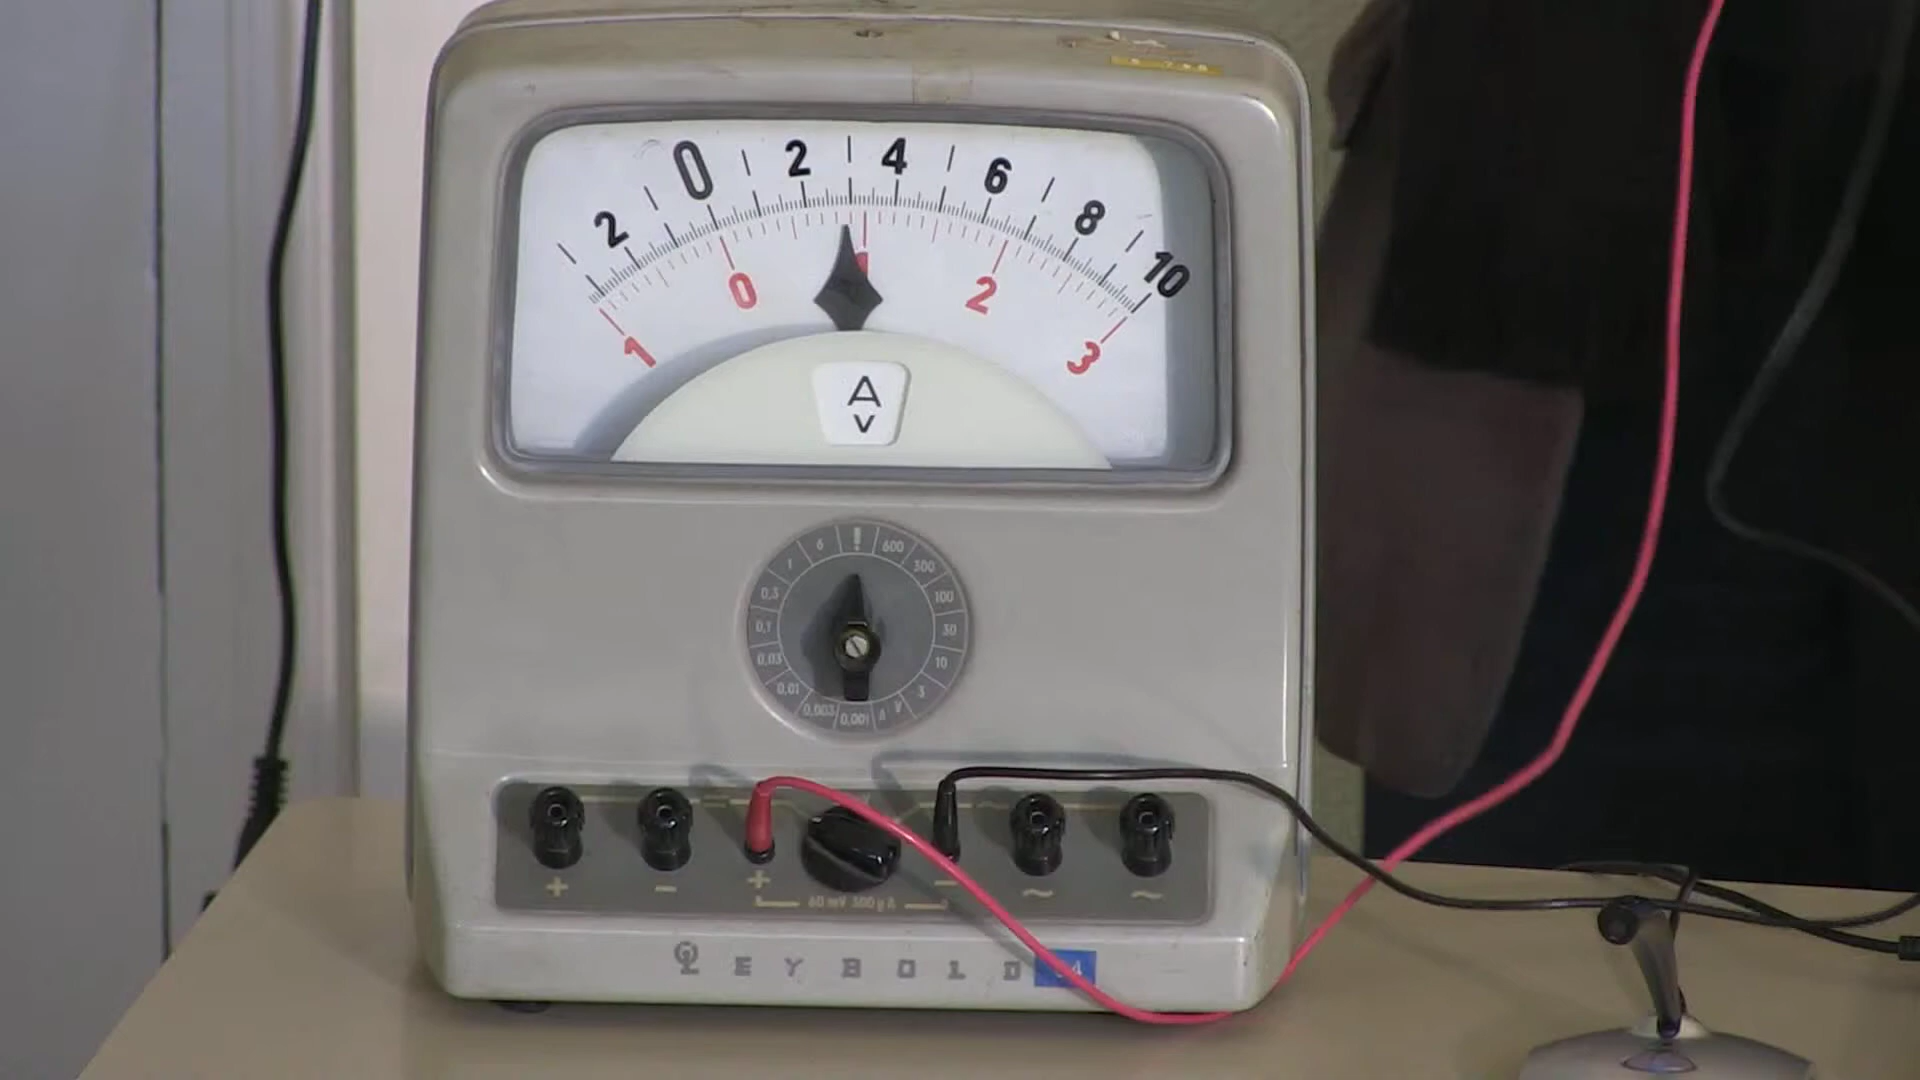 2 0 2 4 6 8 10
1 0 2 3
A
V
6 600
1 300
0,3 100
0,1 30
0,03 10
0,01 3
0,003 0,001 A V
+ - + - ~ ~
LEYBOLD